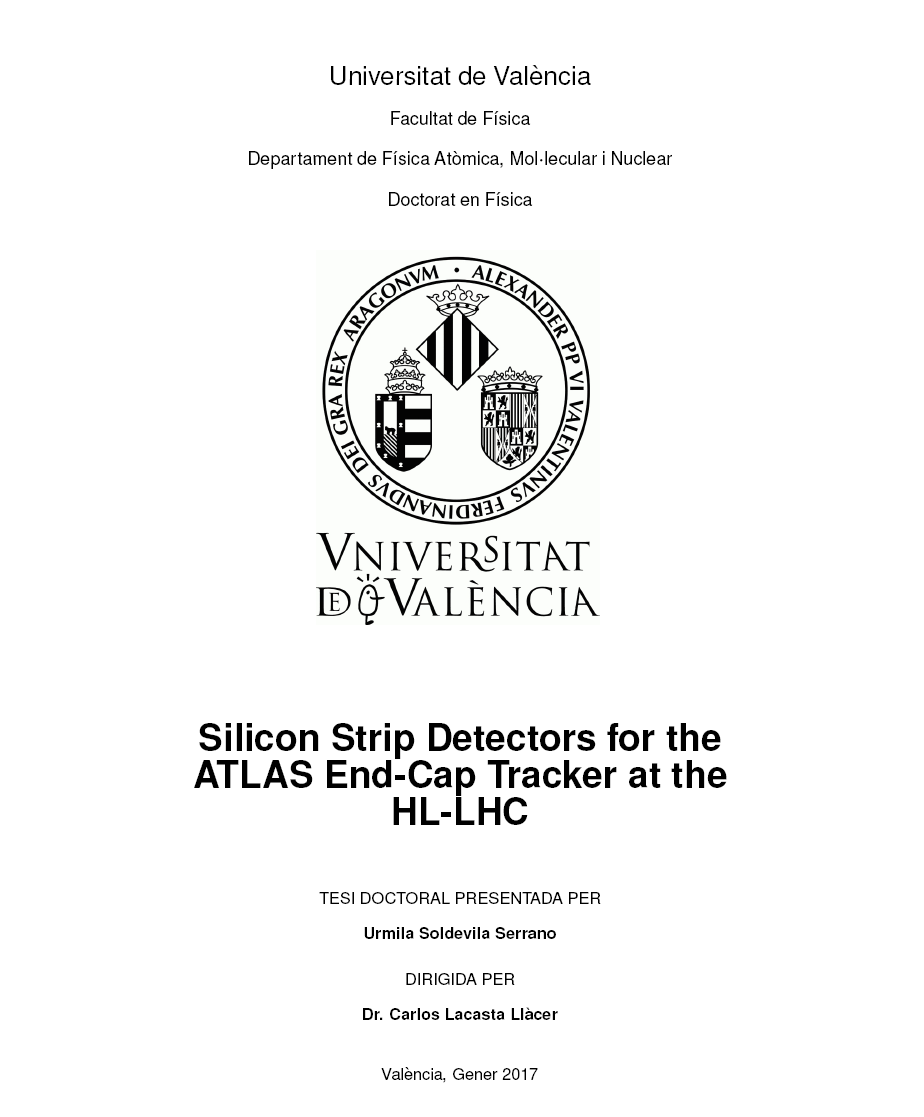 Universitat de València
Facultat de Física
Departament de Física Atòmica, Mol·lecular i Nuclear
Doctorat en Física
ALEXANDER PP VI VALENTINVS FERDINANDVS DEI GRA REX ARAGONVM ·
VNIVERSITAT
DE VALÈNCIA
Silicon Strip Detectors for the
ATLAS End-Cap Tracker at the
HL-LHC
TESI DOCTORAL PRESENTADA PER
Urmila Soldevila Serrano
DIRIGIDA PER
Dr. Carlos Lacasta Llàcer
València, Gener 2017